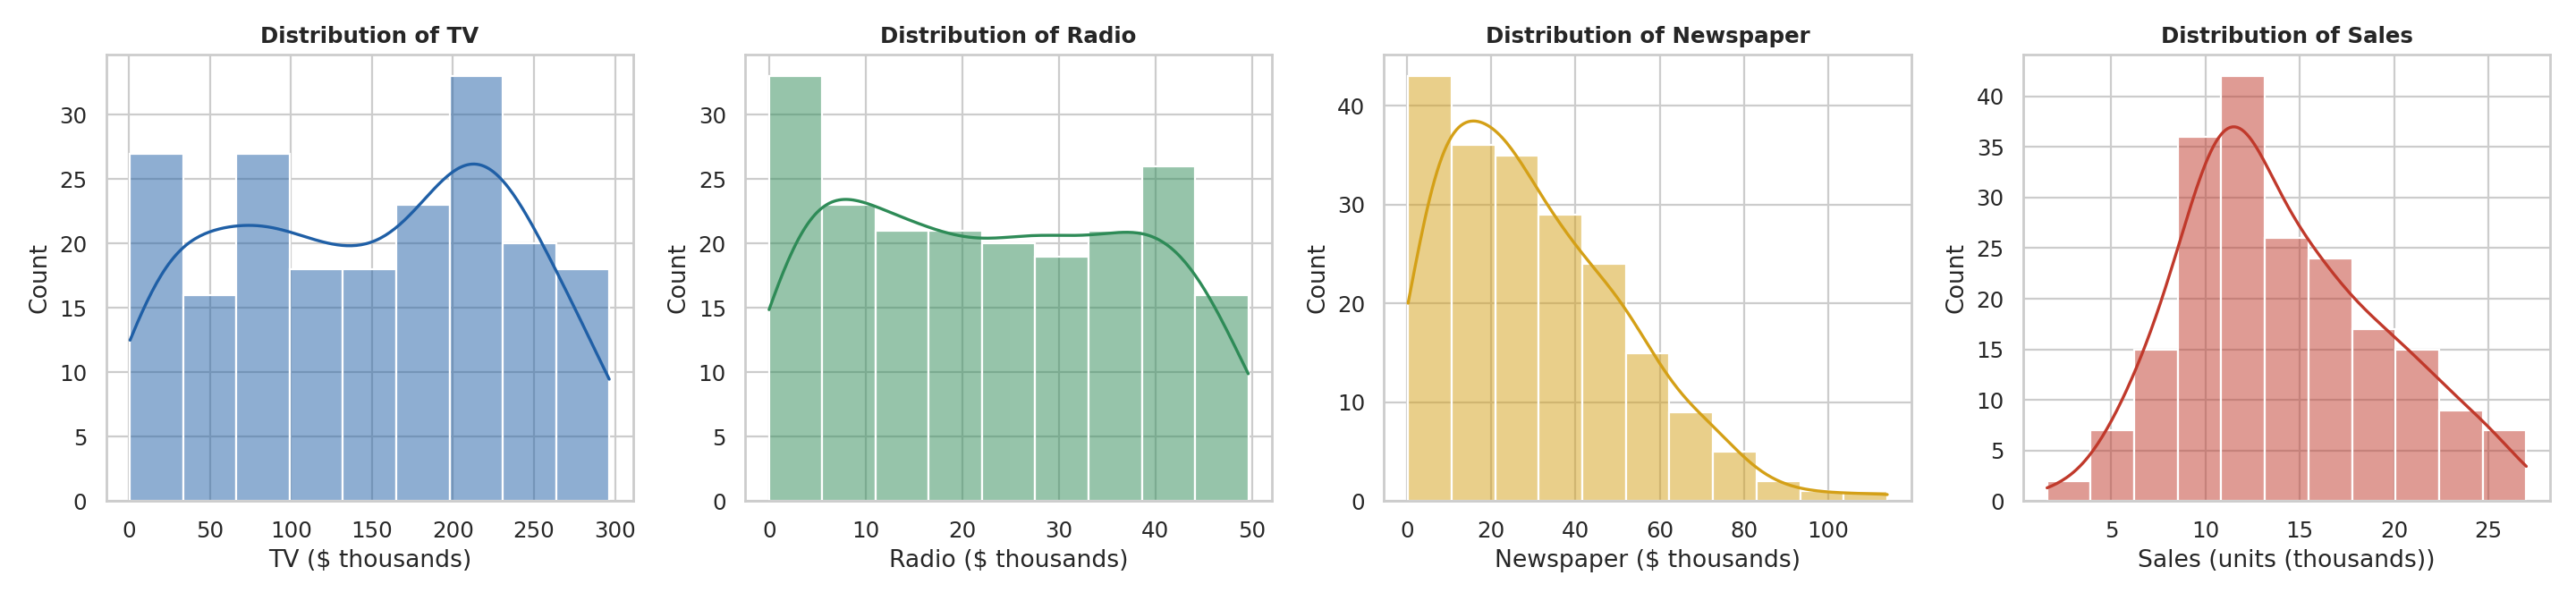 Distribution of TV
30
25
20
15
10
5
0
Count
0 50 100 150 200 250 300
TV ($ thousands)
Distribution of Radio
30
25
20
15
10
5
0
Count
0 10 20 30 40 50
Radio ($ thousands)
Distribution of Newspaper
40
30
20
10
0
Count
0 20 40 60 80 100
Newspaper ($ thousands)
Distribution of Sales
40
35
30
25
20
15
10
5
0
Count
5 10 15 20 25
Sales (units (thousands))